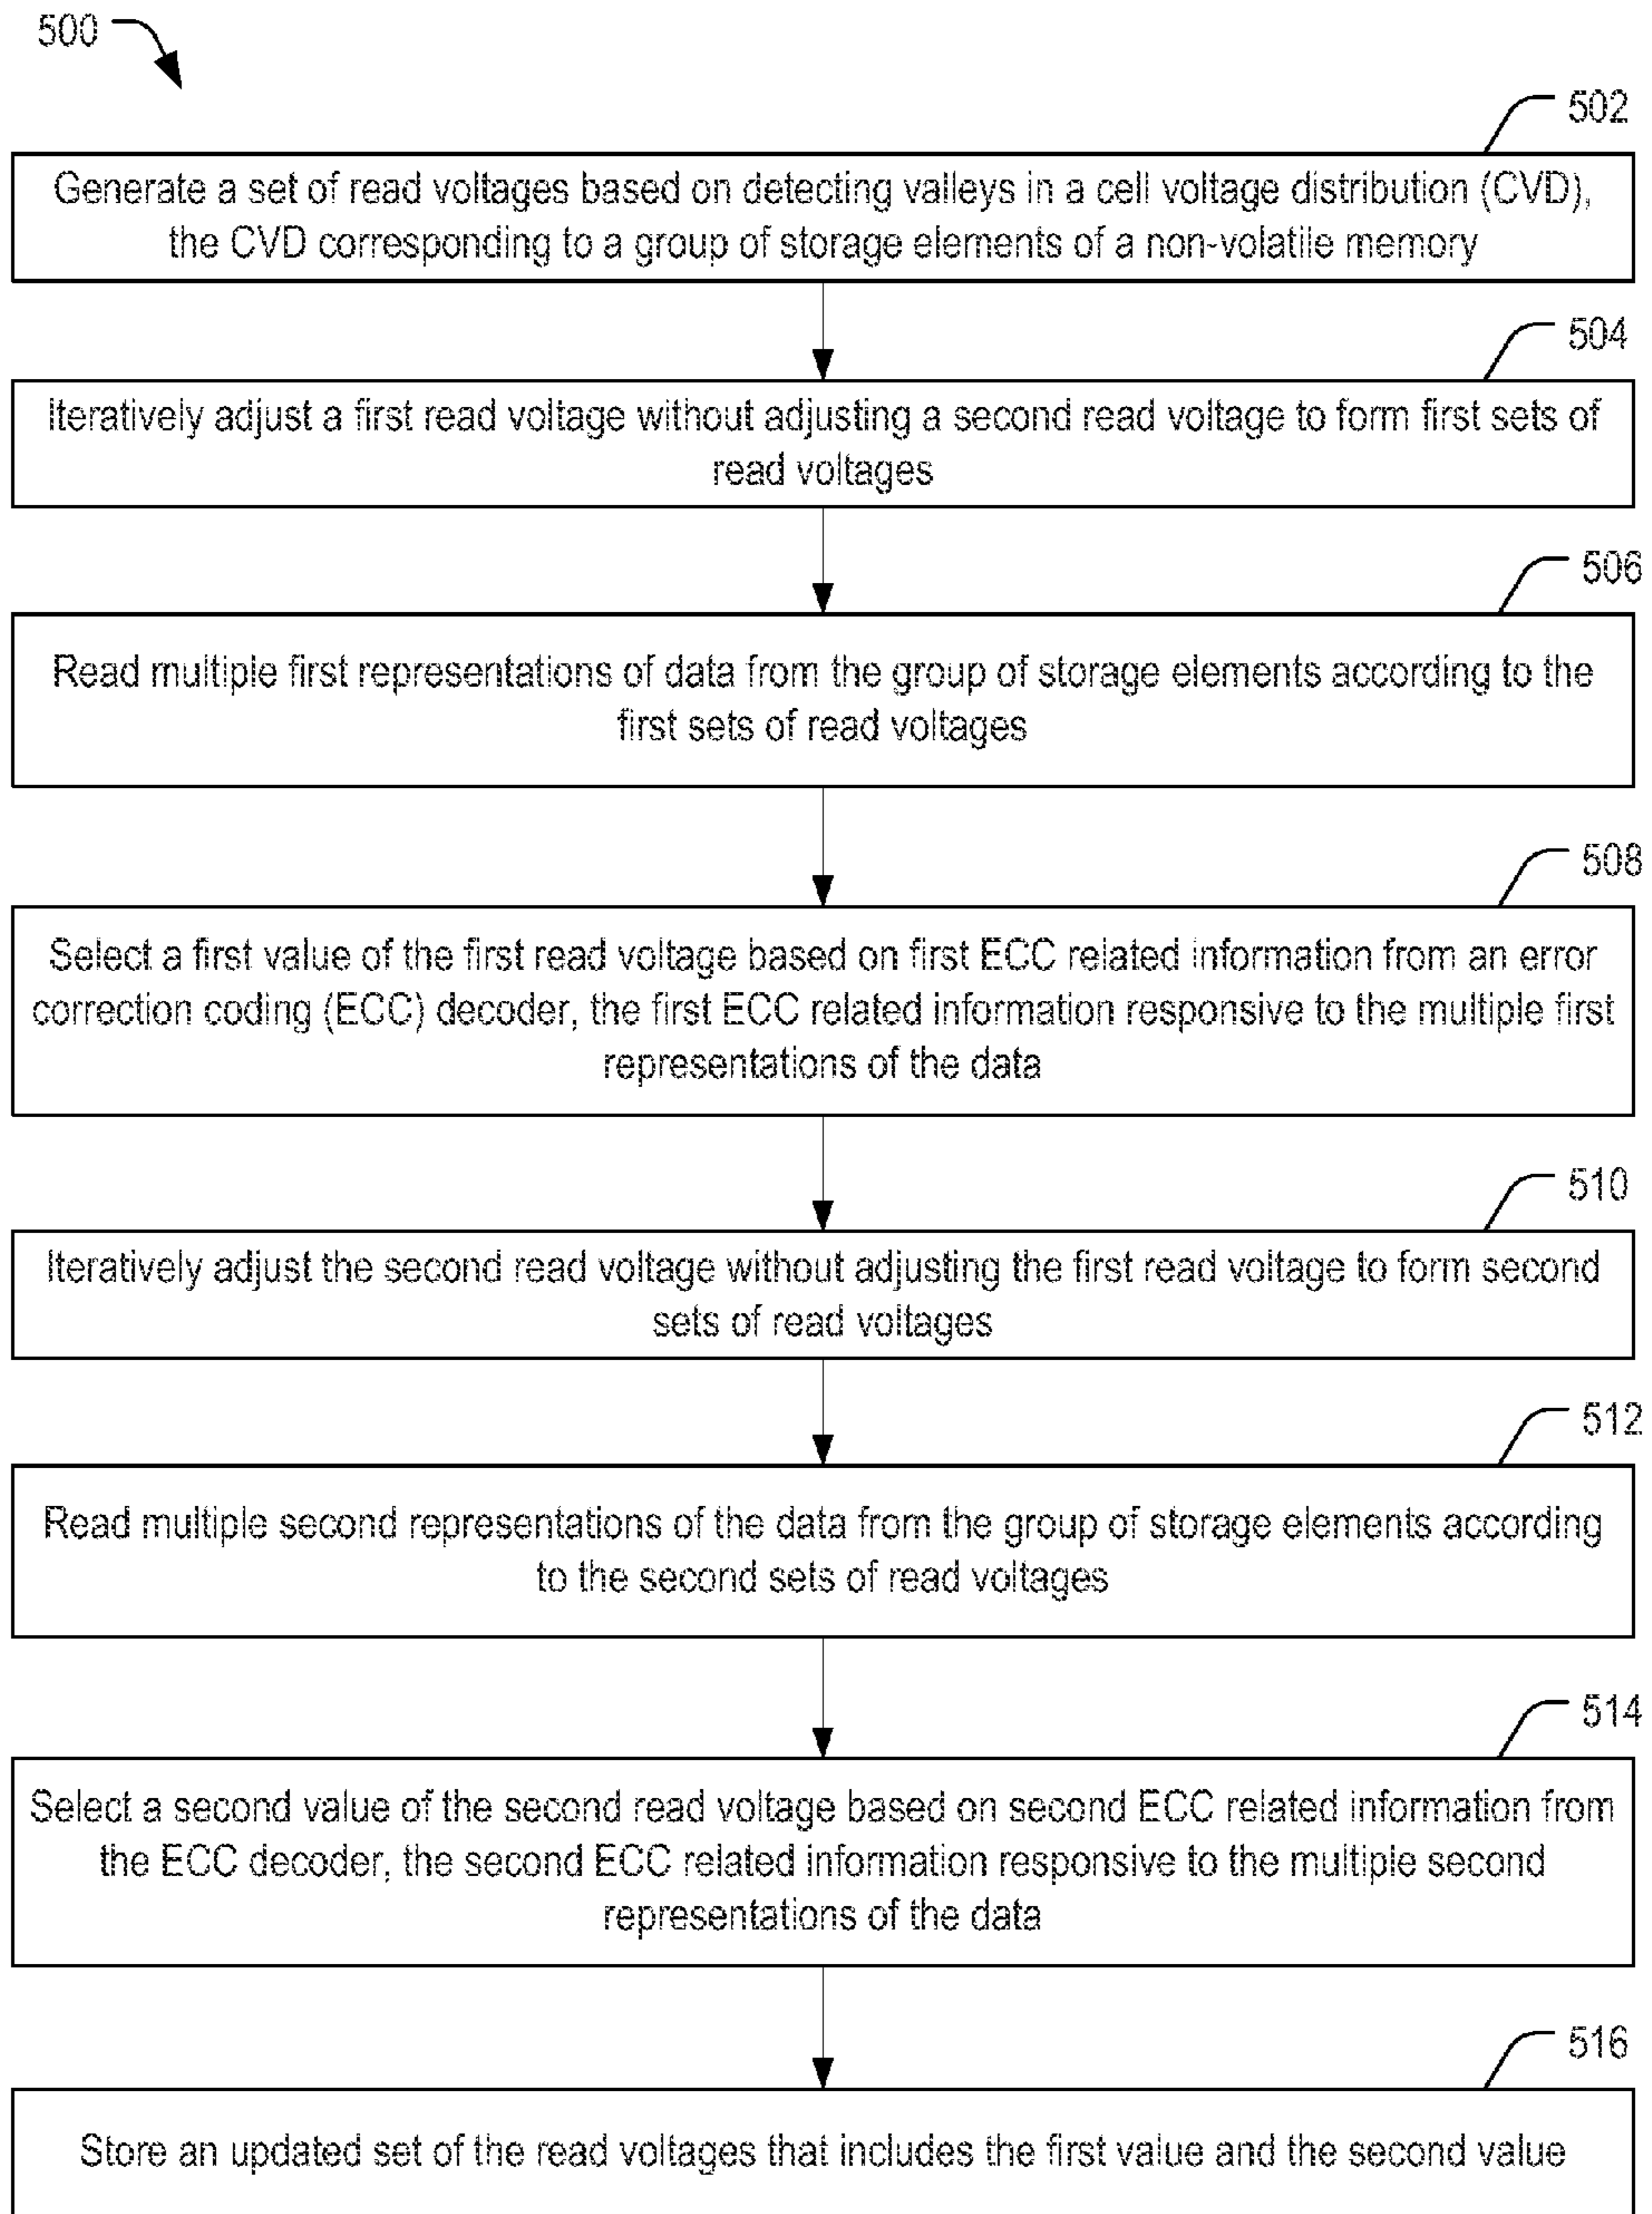 500
502
Generate a set of read voltages based on detecting valleys in a cell voltage distribution (CVD),
the CVD corresponding to a group of storage elements of a non-volatile memory
504
Iteratively adjust a first read voltage without adjusting a second read voltage to form first sets of
read voltages
506
Read multiple first representations of data from the group of storage elements according to the
first sets of read voltages
508
Select a first value of the first read voltage based on first ECC related information from an error
correction coding (ECC) decoder, the first ECC related information responsive to the multiple first
representations of the data
510
Iteratively adjust the second read voltage without adjusting the first read voltage to form second
sets of read voltages
512
Read multiple second representations of the data from the group of storage elements according
to the second sets of read voltages
514
Select a second value of the second read voltage based on second ECC related information from
the ECC decoder, the second ECC related information responsive to the multiple second
representations of the data
516
Store an updated set of the read voltages that includes the first value and the second value